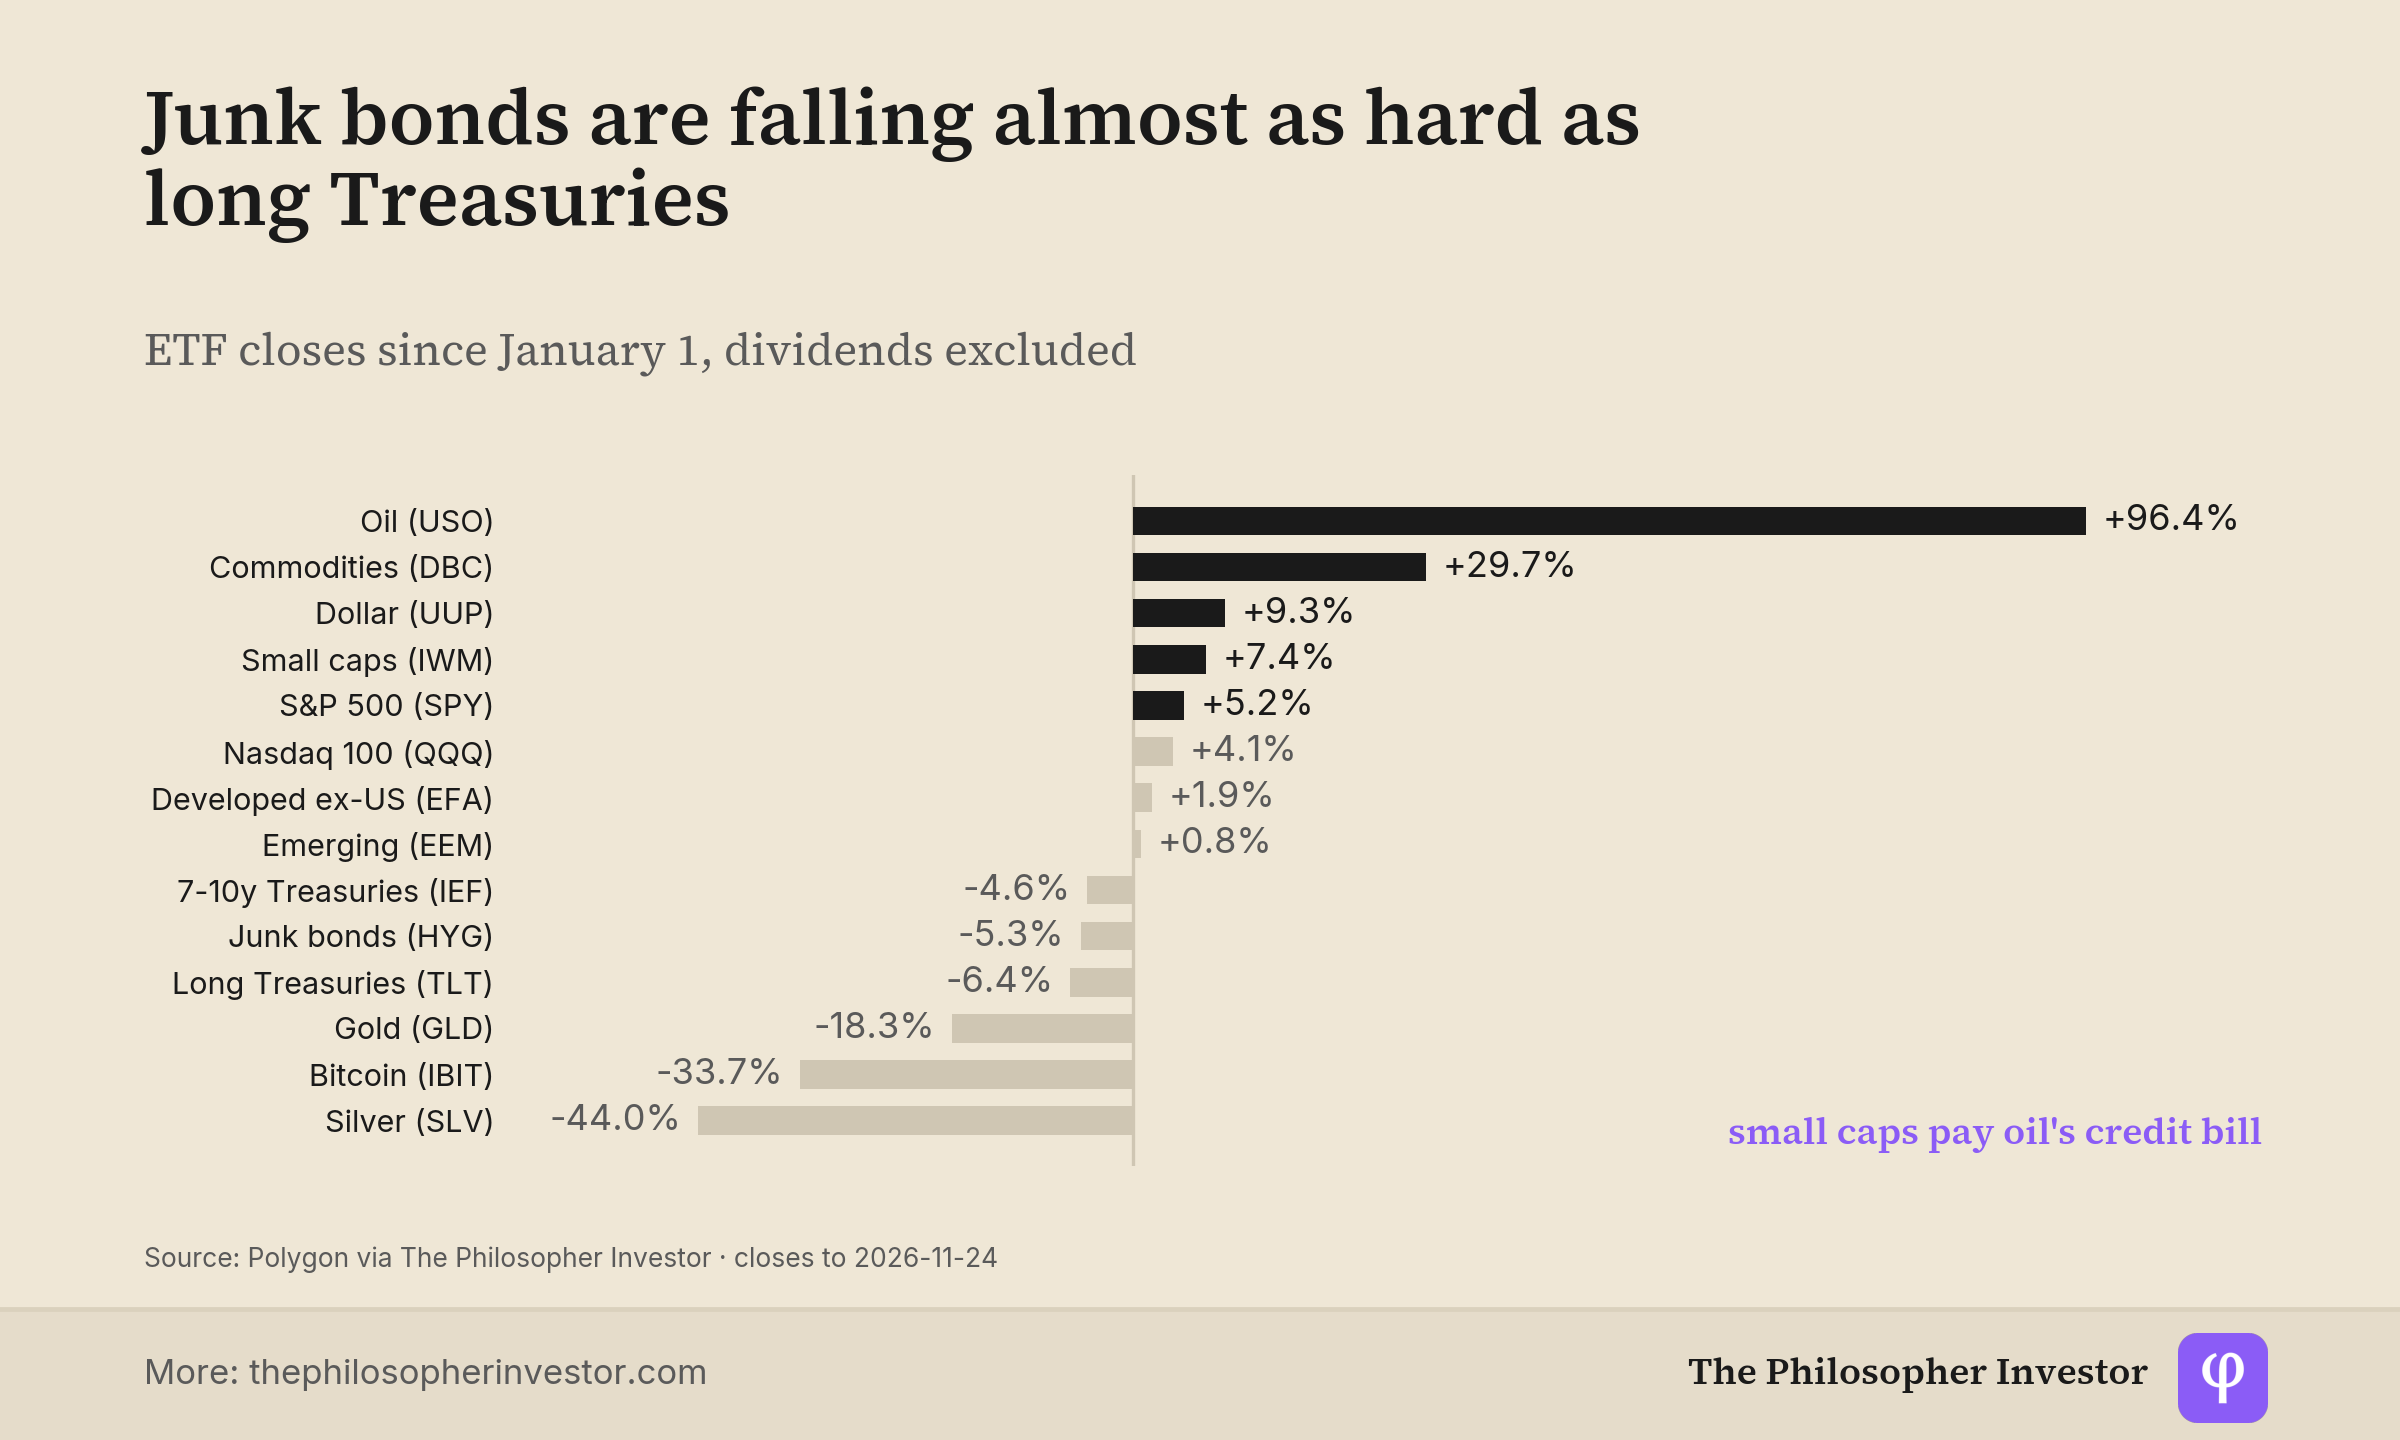 Junk bonds are falling almost as hard as
long Treasuries
ETF closes since January 1, dividends excluded
Oil (USO) +96.4%
Commodities (DBC) +29.7%
Dollar (UUP) +9.3%
Small caps (IWM) +7.4%
S&P 500 (SPY) +5.2%
Nasdaq 100 (QQQ) +4.1%
Developed ex-US (EFA) +1.9%
Emerging (EEM) +0.8%
7-10y Treasuries (IEF) -4.6%
Junk bonds (HYG) -5.3%
Long Treasuries (TLT) -6.4%
Gold (GLD) -18.3%
Bitcoin (IBIT) -33.7%
Silver (SLV) -44.0%
small caps pay oil's credit bill
Source: Polygon via The Philosopher Investor · closes to 2026-11-24
More: thephilosopherinvestor.com
The Philosopher Investor φ